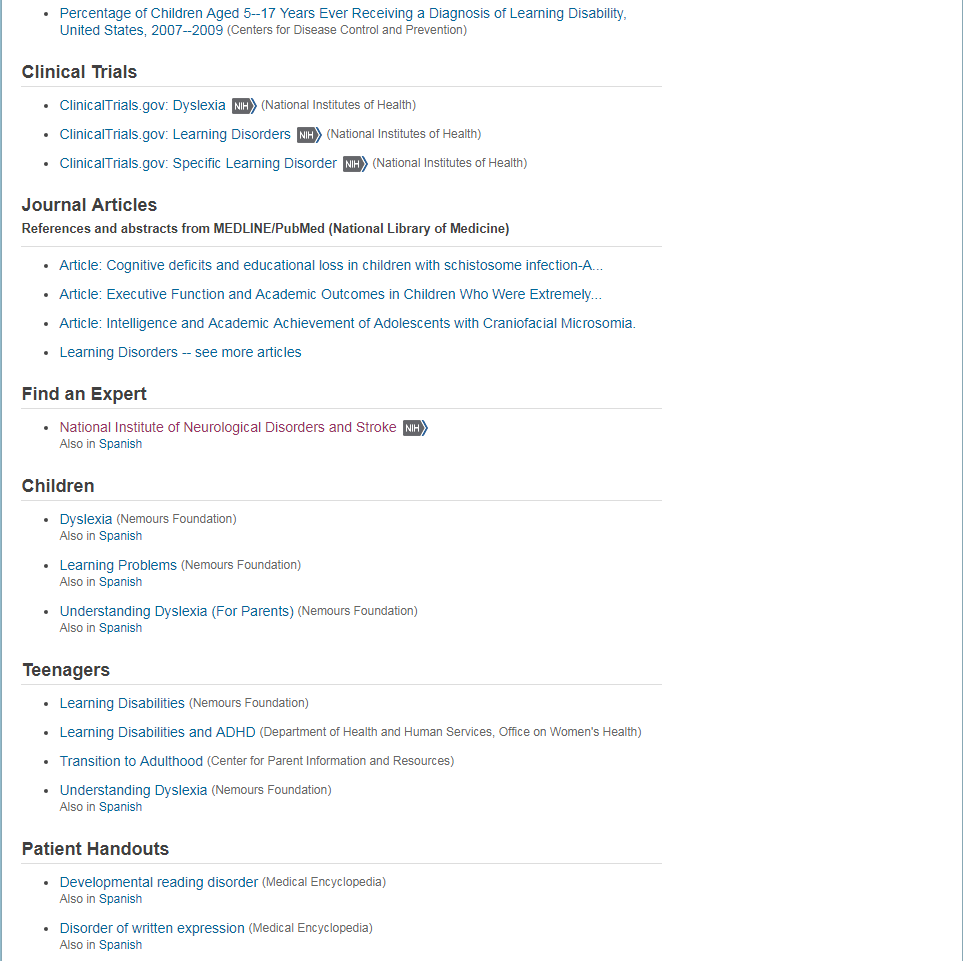 Percentage of Children Aged 5--17 Years Ever Receiving a Diagnosis of Learning Disability,
United States, 2007--2009 (Centers for Disease Control and Prevention)
Clinical Trials
ClinicalTrials.gov: Dyslexia NIH (National Institutes of Health)
ClinicalTrials.gov: Learning Disorders NIH (National Institutes of Health)
ClinicalTrials.gov: Specific Learning Disorder NIH (National Institutes of Health)
Journal Articles
References and abstracts from MEDLINE/PubMed (National Library of Medicine)
Article: Cognitive deficits and educational loss in children with schistosome infection-A...
Article: Executive Function and Academic Outcomes in Children Who Were Extremely...
Article: Intelligence and Academic Achievement of Adolescents with Craniofacial Microsomia.
Learning Disorders -- see more articles
Find an Expert
National Institute of Neurological Disorders and Stroke NIH
Also in Spanish
Children
Dyslexia (Nemours Foundation)
Also in Spanish
Learning Problems (Nemours Foundation)
Also in Spanish
Understanding Dyslexia (For Parents) (Nemours Foundation)
Also in Spanish
Teenagers
Learning Disabilities (Nemours Foundation)
Learning Disabilities and ADHD (Department of Health and Human Services, Office on Women's Health)
Transition to Adulthood (Center for Parent Information and Resources)
Understanding Dyslexia (Nemours Foundation)
Also in Spanish
Patient Handouts
Developmental reading disorder (Medical Encyclopedia)
Also in Spanish
Disorder of written expression (Medical Encyclopedia)
Also in Spanish